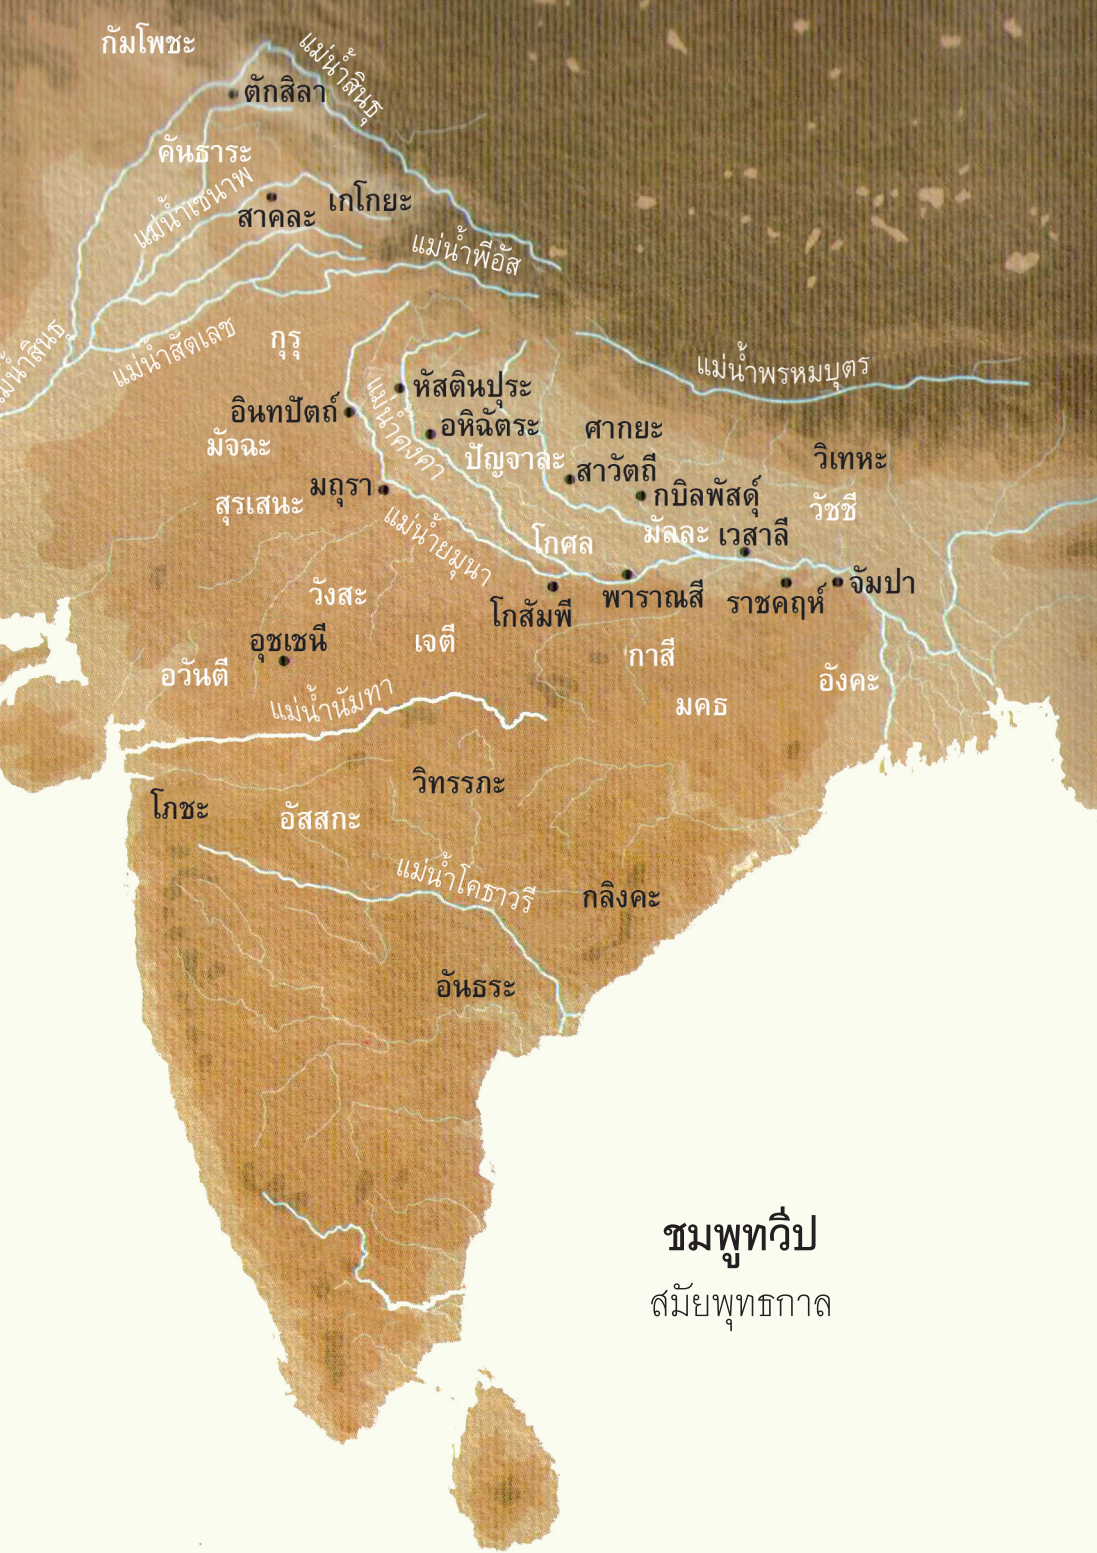 กัมโพชะ
แม่น้ำสินธุ
ตักสิลา
คันธาระ
แม่น้ำเชนาพ
สาคละ
เกโกยะ
แม่น้ำพีอัส
แม่น้ำสินธุ
แม่น้ำสัตเลช
กุรุ
แม่น้ำพรหมบุตร
หัสตินปุระ
อินทปัตถ์
แม่น้ำคงคา
อหิฉัตระ
ศากยะ
มัจฉะ
ปัญจาละ
สาวัตถี
วิเทหะ
มถุรา
กบิลพัสดุ์
สุรเสนะ
วัชชี
แม่น้ำยมุนา
โกศล
มัลละ
เวสาลี
วังสะ
โกสัมพี
พาราณสี
ราชคฤห์
จัมปา
อุชเชนี
เจตี
กาสี
อวันตี
อังคะ
แม่น้ำนัมทา
มคธ
วิทรรภะ
โภชะ
อัสสกะ
แม่น้ำโคธาวรี
กลิงคะ
อันธระ
ชมพูทวีป
สมัยพุทธกาล